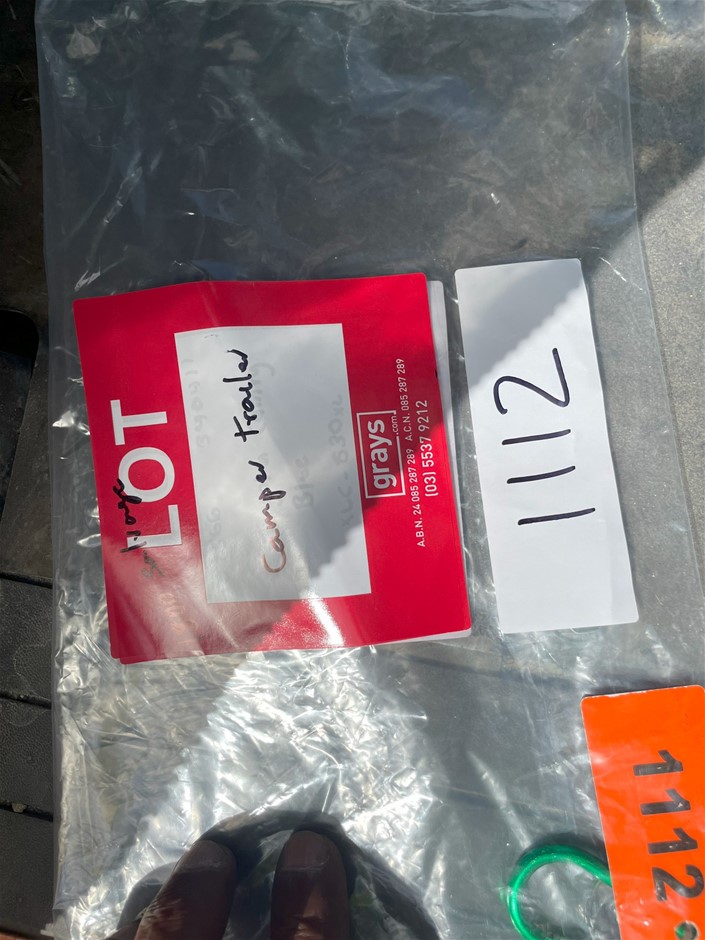 LOT
Camper Trailer
grays
.com
A.B.N. 24 085 287 289 A.C.N. 085 287 289
(03) 5537 9212
1112
1112